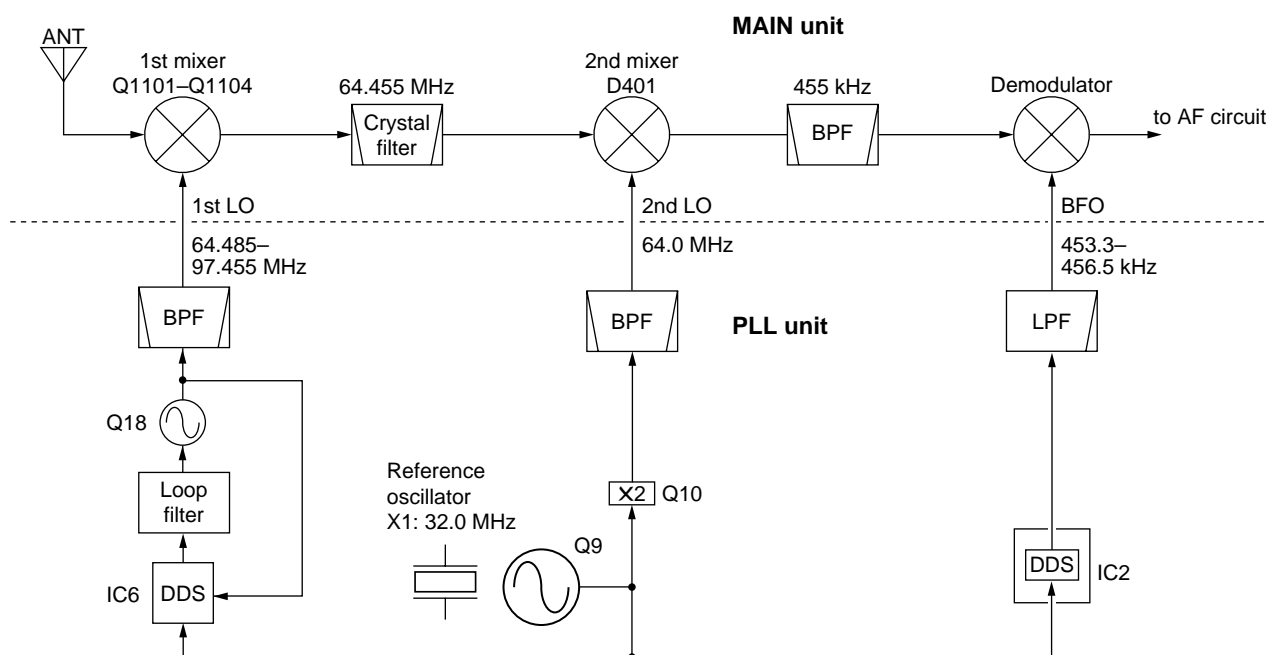 MAIN unit
ANT
1st mixer
Q1101–Q1104
64.455 MHz
Crystal
filter
2nd mixer
D401
455 kHz
BPF
Demodulator
to AF circuit
1st LO
2nd LO
BFO
64.485–
97.455 MHz
64.0 MHz
453.3–
456.5 kHz
BPF
BPF
PLL unit
LPF
Q18
Loop
filter
Reference
oscillator
X1: 32.0 MHz
X2
Q10
Q9
IC6
DDS
DDS
IC2